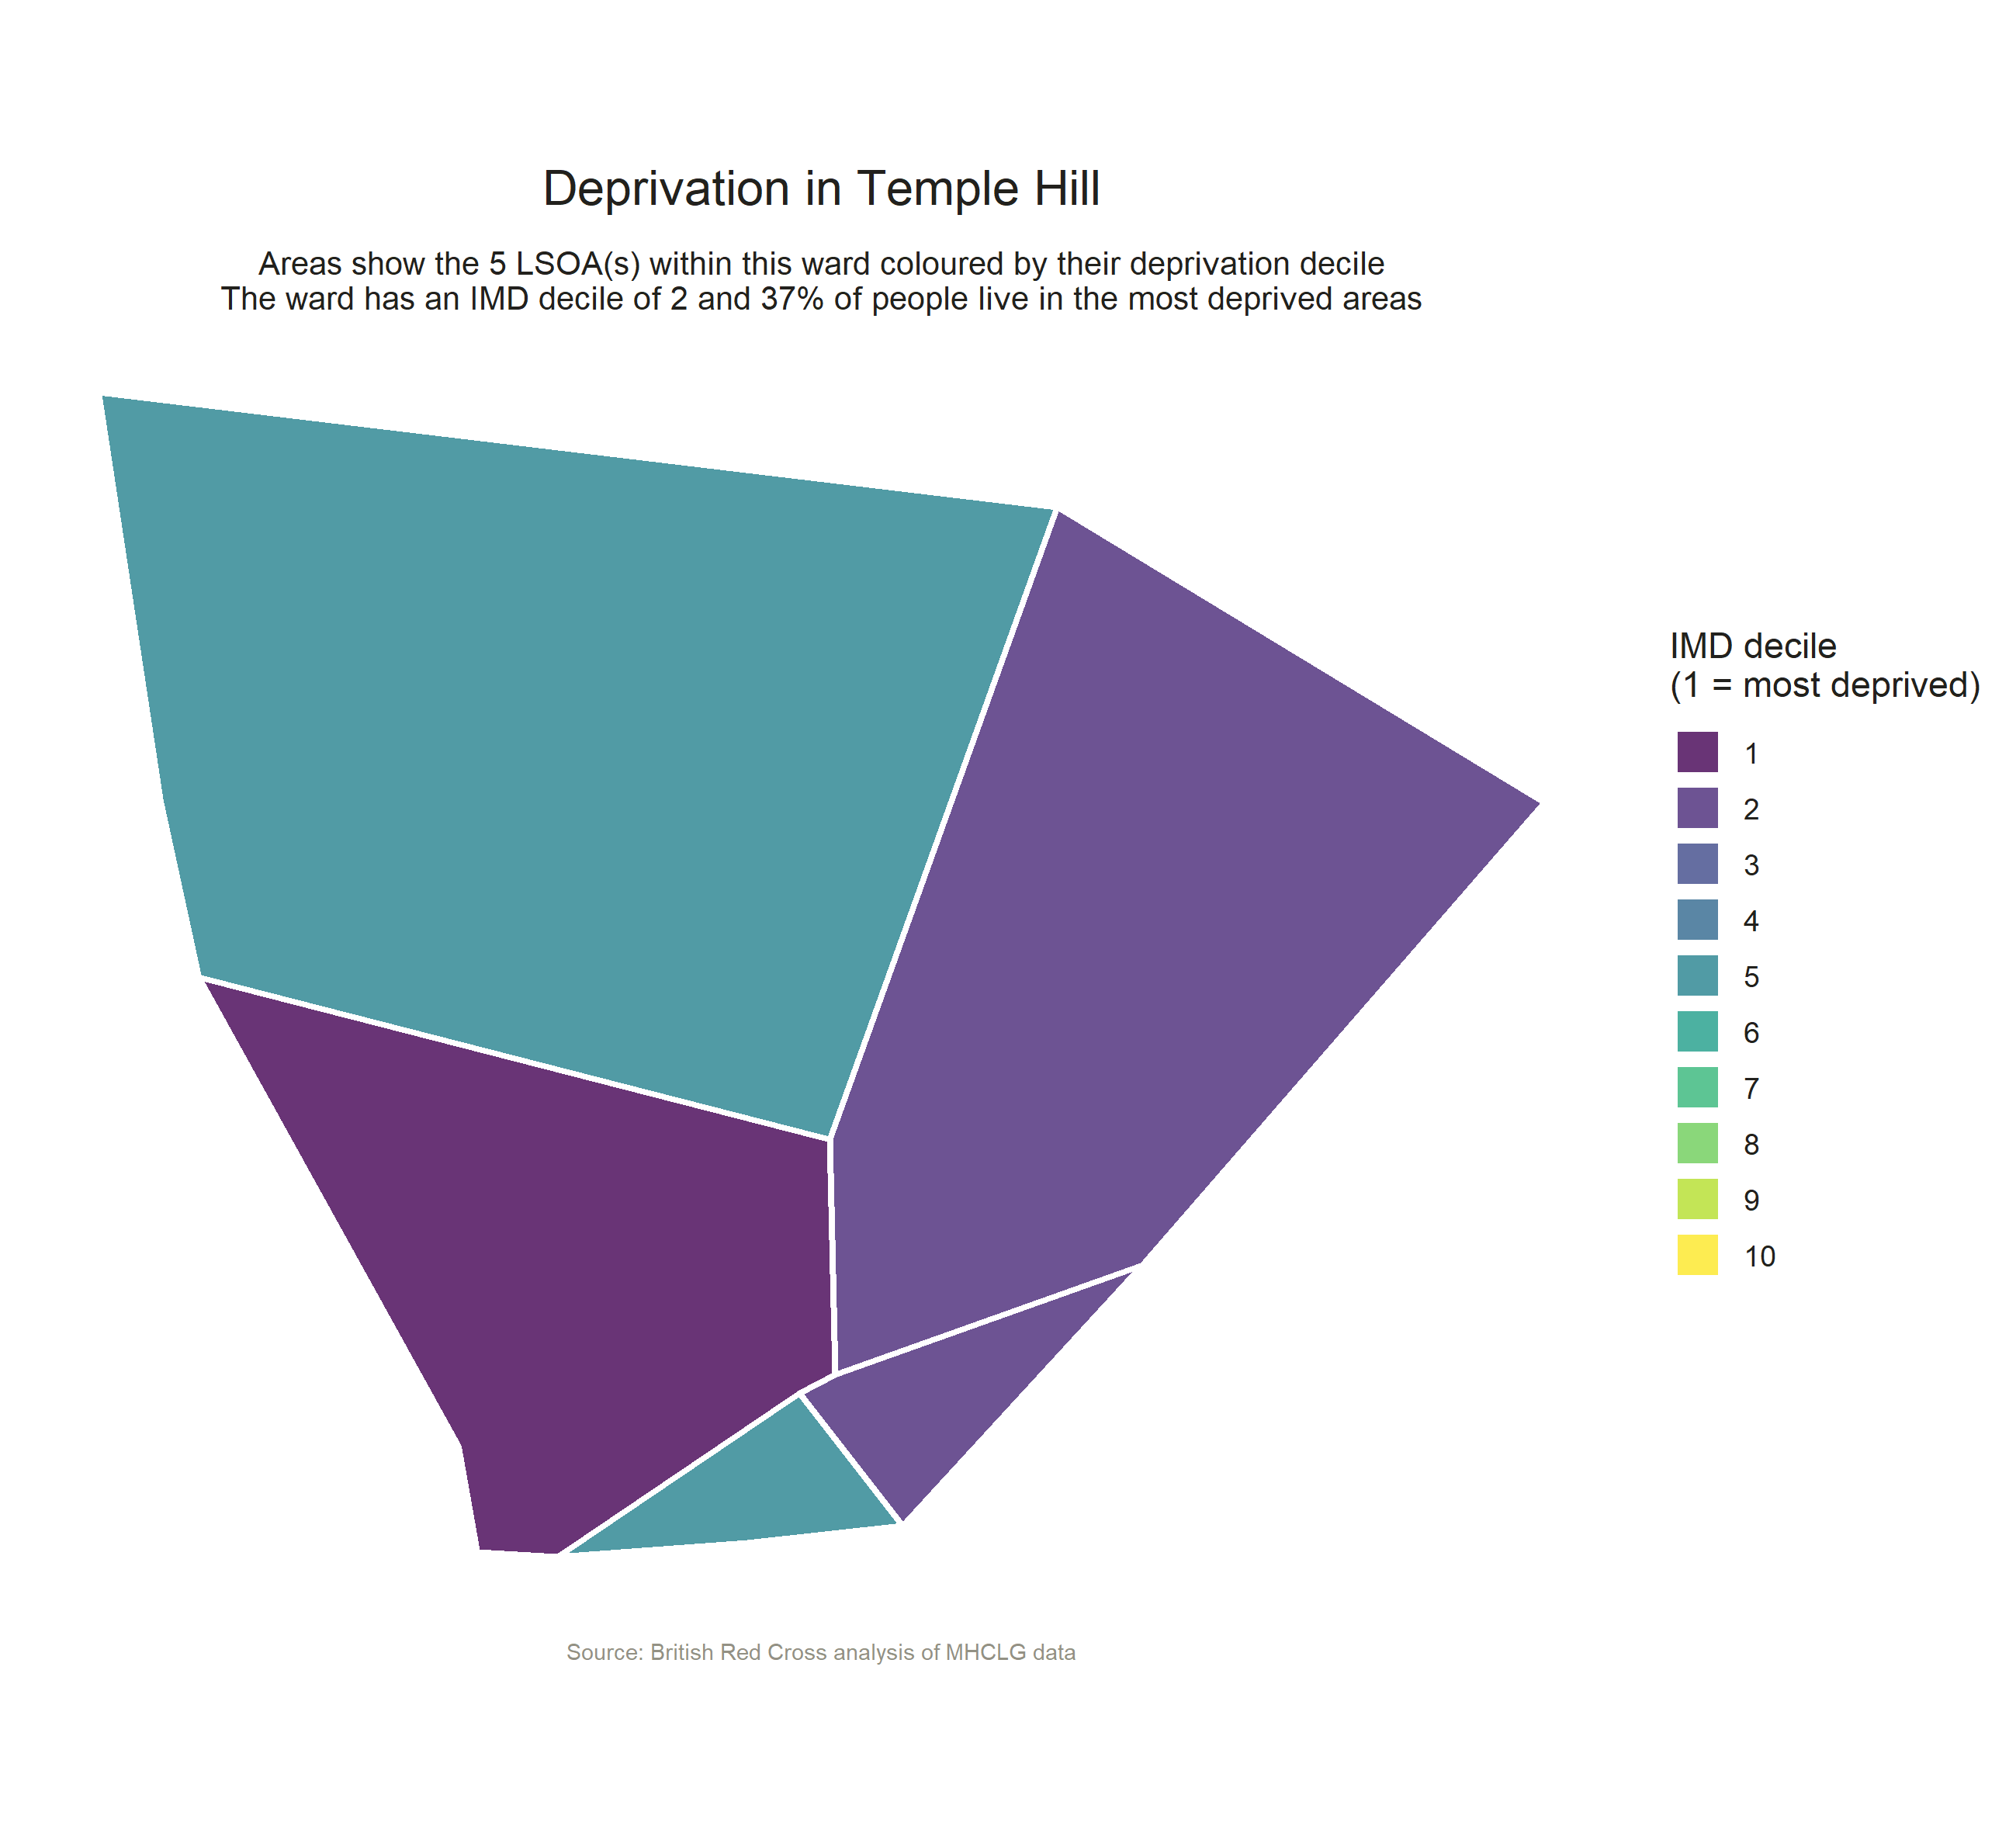 Deprivation in Temple Hill
Areas show the 5 LSOA(s) within this ward coloured by their deprivation decile
The ward has an IMD decile of 2 and 37% of people live in the most deprived areas
IMD decile
(1 = most deprived)
1
2
3
4
5
6
7
8
9
10
Source: British Red Cross analysis of MHCLG data